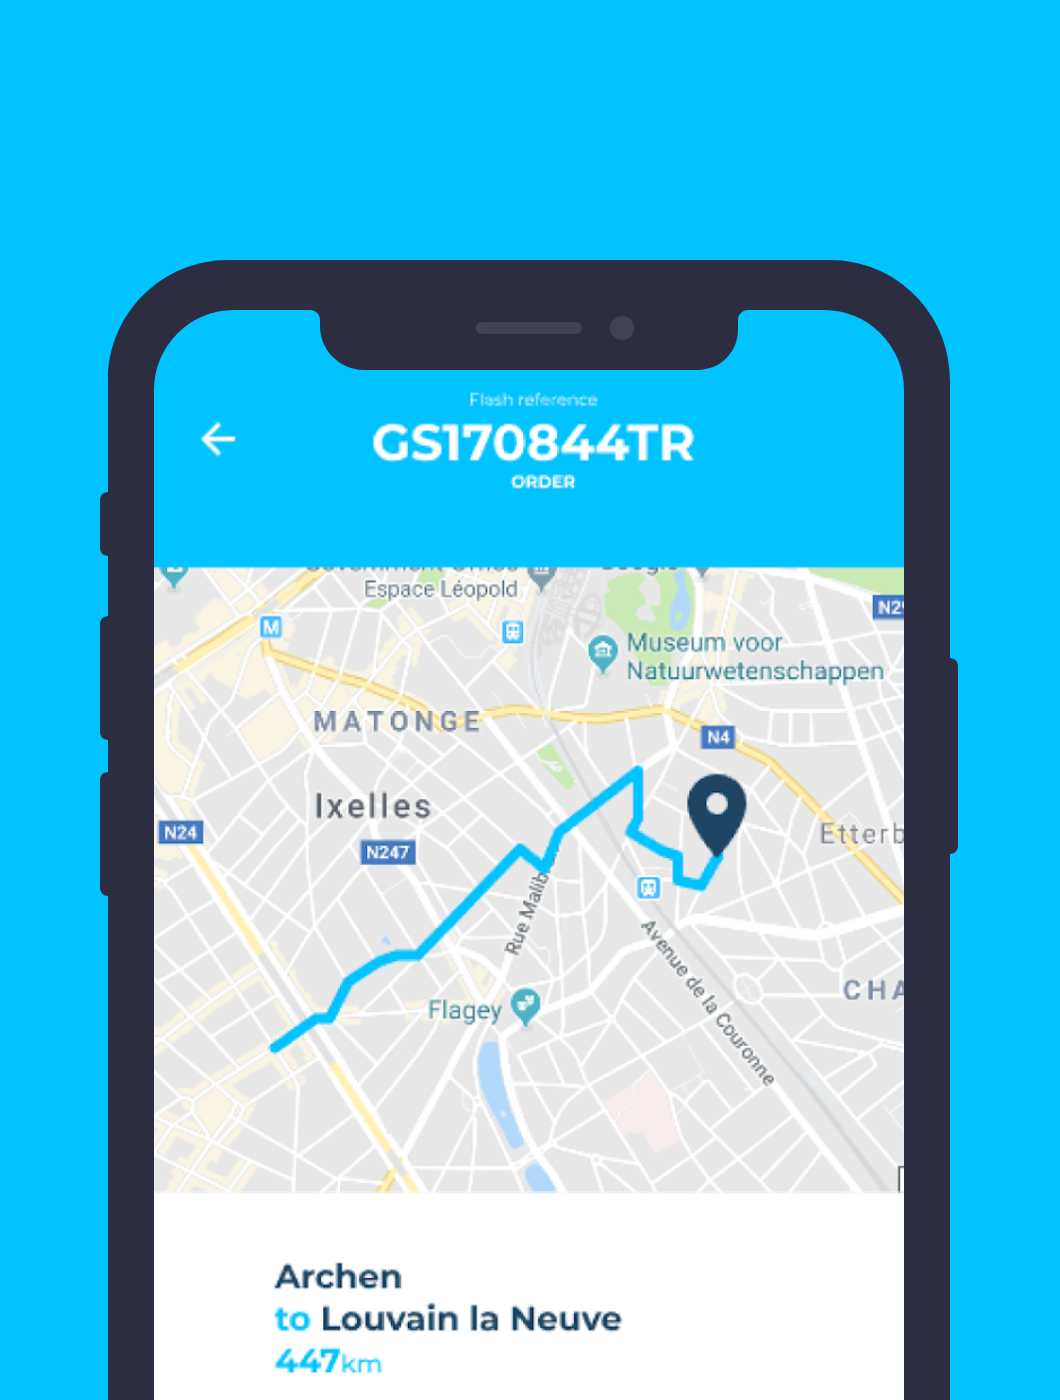 Flash reference
GS170844TR
ORDER
Espace Léopold
M
N29
Museum voor
Natuurwetenschappen
MATONGE
N4
Ixelles
N24
N247
Etterb
Rue Malib
Avenue de la Couronne
CHA
Flagey
Archen
to Louvain la Neuve
447km